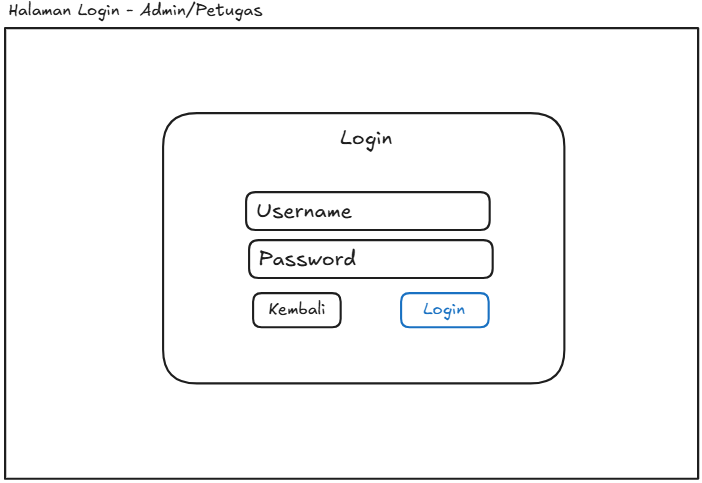 Halaman Login - Admin/Petugas
Login
Username
Password
Kembali Login